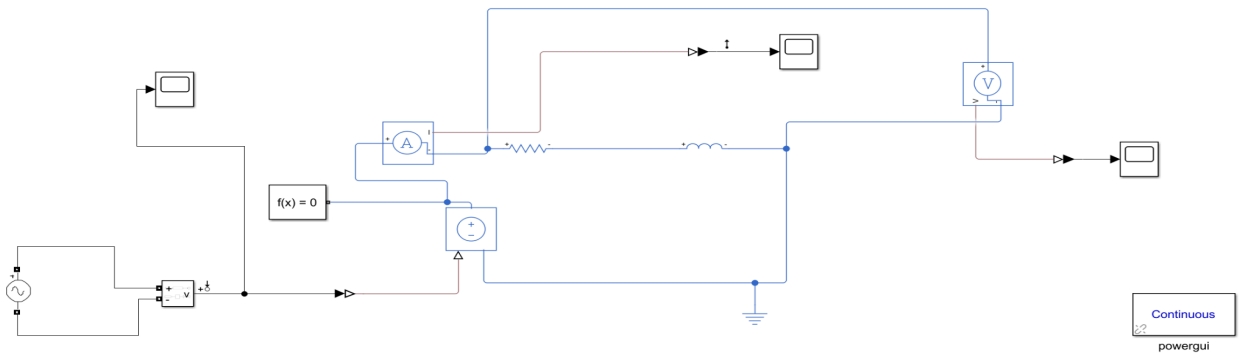 +
-
V
+
A
I
-
+
V
V
-
+
-
+
-
f(x) = 0
+
-
+
-
v
+
Continuous
¿?
powergui